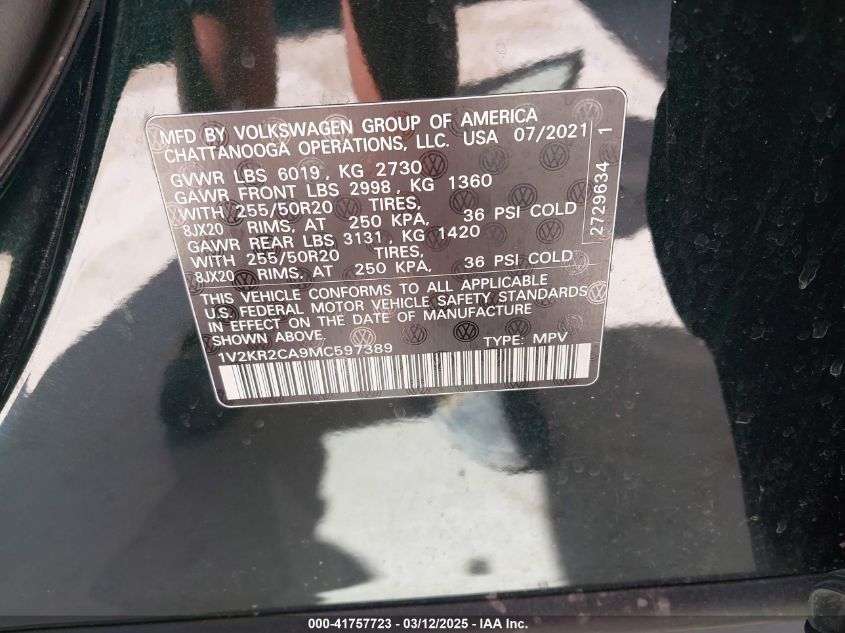 MFD BY VOLKSWAGEN GROUP OF AMERICA
CHATTANOOGA OPERATIONS, LLC. USA 07/2021
GVWR LBS 6019, KG 2730
GAWR FRONT LBS 2998, KG 1360
WITH 255/50R20 TIRES,
8JX20 RIMS, AT 250 KPA, 36 PSI COLD
GAWR REAR LBS 3131, KG 1420
WITH 255/50R20 TIRES,
8JX20 RIMS, AT 250 KPA, 36 PSI COLD
THIS VEHICLE CONFORMS TO ALL APPLICABLE
U.S. FEDERAL MOTOR VEHICLE SAFETY STANDARDS
IN EFFECT ON THE DATE OF MANUFACTURE
SHOWN ABOVE.
1V2KR2CA9MC597389 TYPE: MPV
2729634 1
000-41757723 - 03/12/2025 - IAAI.com